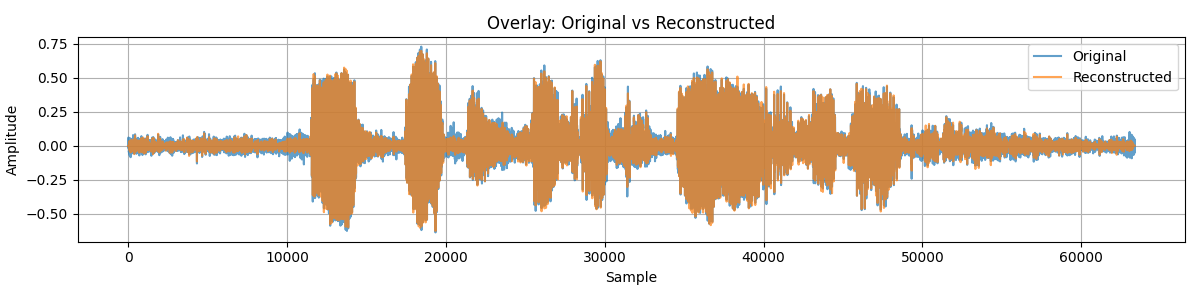 Overlay: Original vs Reconstructed
Original
Reconstructed
Amplitude
0.75
0.50
0.25
0.00
−0.25
−0.50
0 10000 20000 30000 40000 50000 60000
Sample